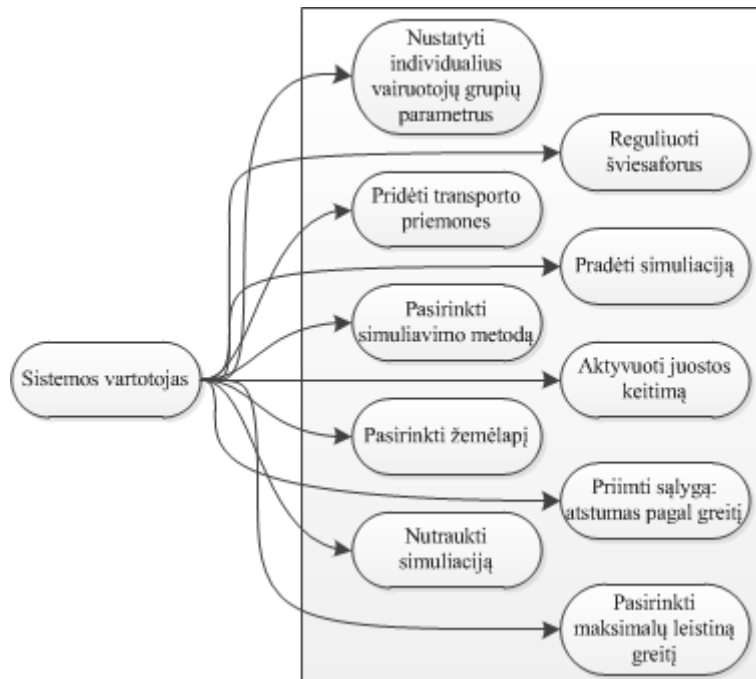 Nustatyti
individualius
vairuotojų grupių
parametrus
Reguliuoti
šviesaforus
Pridėti transporto
priemones
Pradėti simuliaciją
Pasirinkti
simuliavimo metodą
Sistemos vartotojas
Aktyvuoti juostos
keitimą
Pasirinkti žemėlapį
Priimti sąlygą:
atstumas pagal greitį
Nutraukti
simuliaciją
Pasirinkti
maksimalų leistiną
greitį